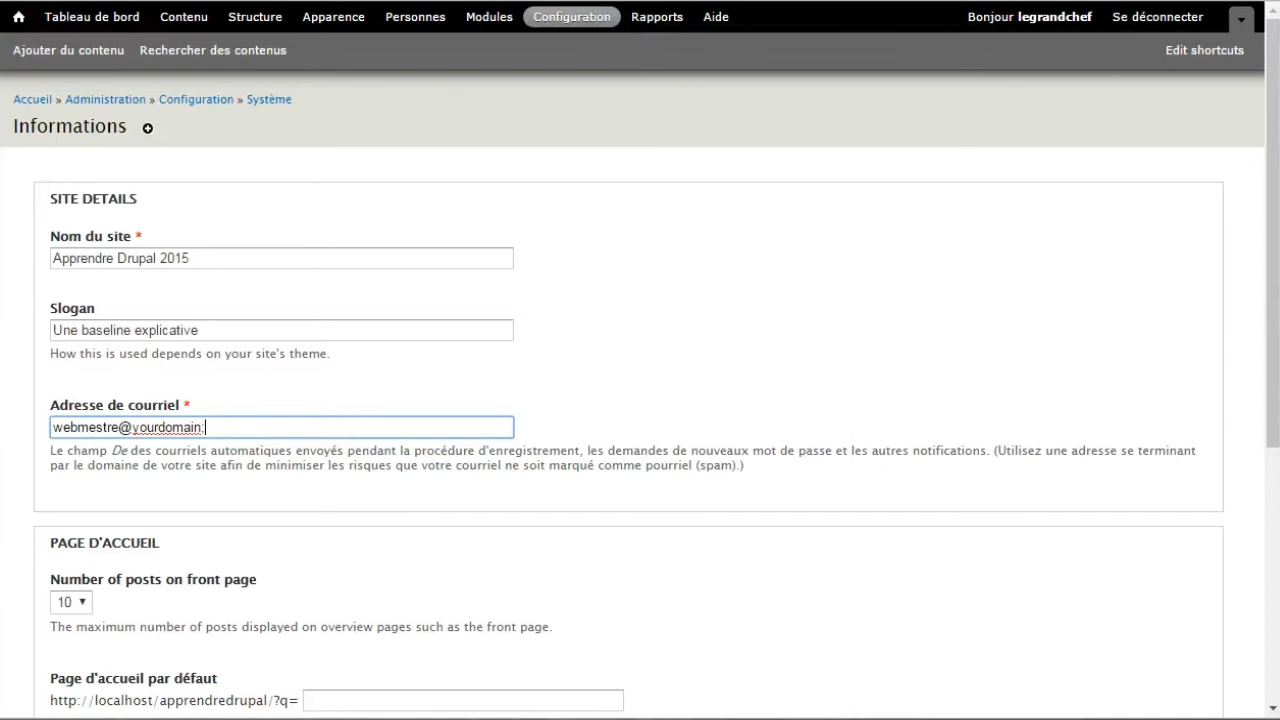 Tableau de bord Contenu Structure Apparence Personnes Modules Configuration Rapports Aide Bonjour legrandchef Se déconnecter
Ajouter du contenu Rechercher des contenus Edit shortcuts
Accueil » Administration » Configuration » Système
Informations
SITE DETAILS
Nom du site *
Apprendre Drupal 2015
Slogan
Une baseline explicative
How this is used depends on your site's theme.
Adresse de courriel *
webmestre@yourdomain:
Le champ De des courriels automatiques envoyés pendant la procédure d'enregistrement, les demandes de nouveaux mot de passe et les autres notifications. (Utilisez une adresse se terminant
par le domaine de votre site afin de minimiser les risques que votre courriel ne soit marqué comme pourriel (spam).)
PAGE D'ACCUEIL
Number of posts on front page
10
The maximum number of posts displayed on overview pages such as the front page.
Page d'accueil par défaut
http://localhost/apprendredrupal/?q=